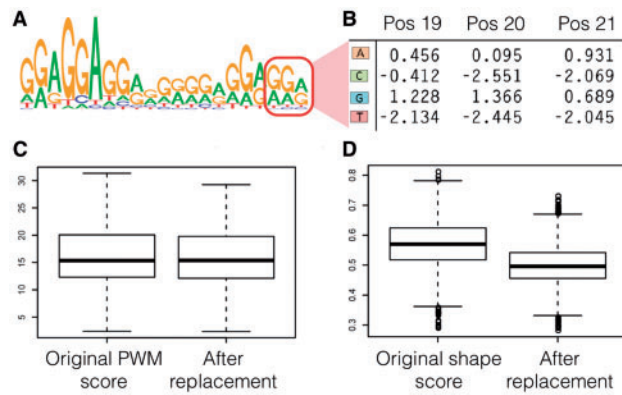 A
B
Pos 19 Pos 20 Pos 21
A 0.456 0.095 0.931
C -0.412 -2.551 -2.069
G 1.228 1.366 0.689
T -2.134 -2.445 -2.045
C
30
25
20
15
10
5
Original PWM score
After replacement
D
0.8
0.7
0.6
0.5
0.4
0.3
Original shape score
After replacement